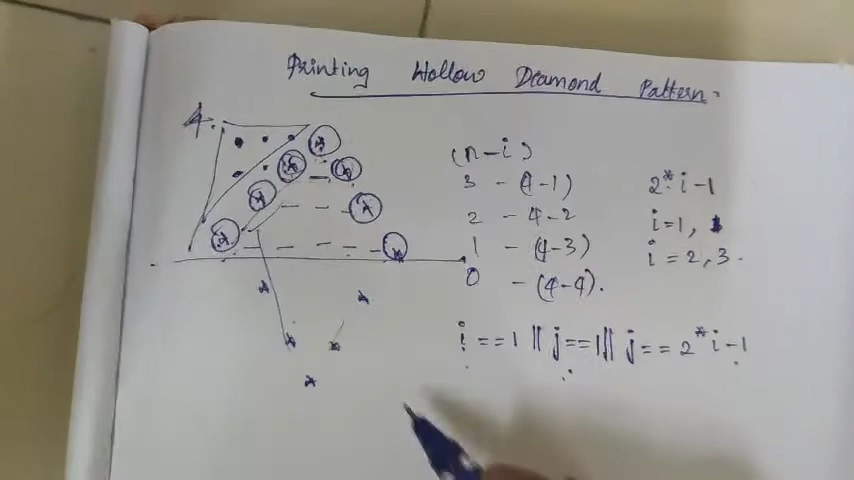 Printing Hollow Diamond Pattern:
4.
(n-i)
3 - (4-1)
2 - 4-2
1 - (4-3)
0 - (4-4).
2*i-1
i=1,
i=2,3.
i==1 || j==1|| j==2*i-1